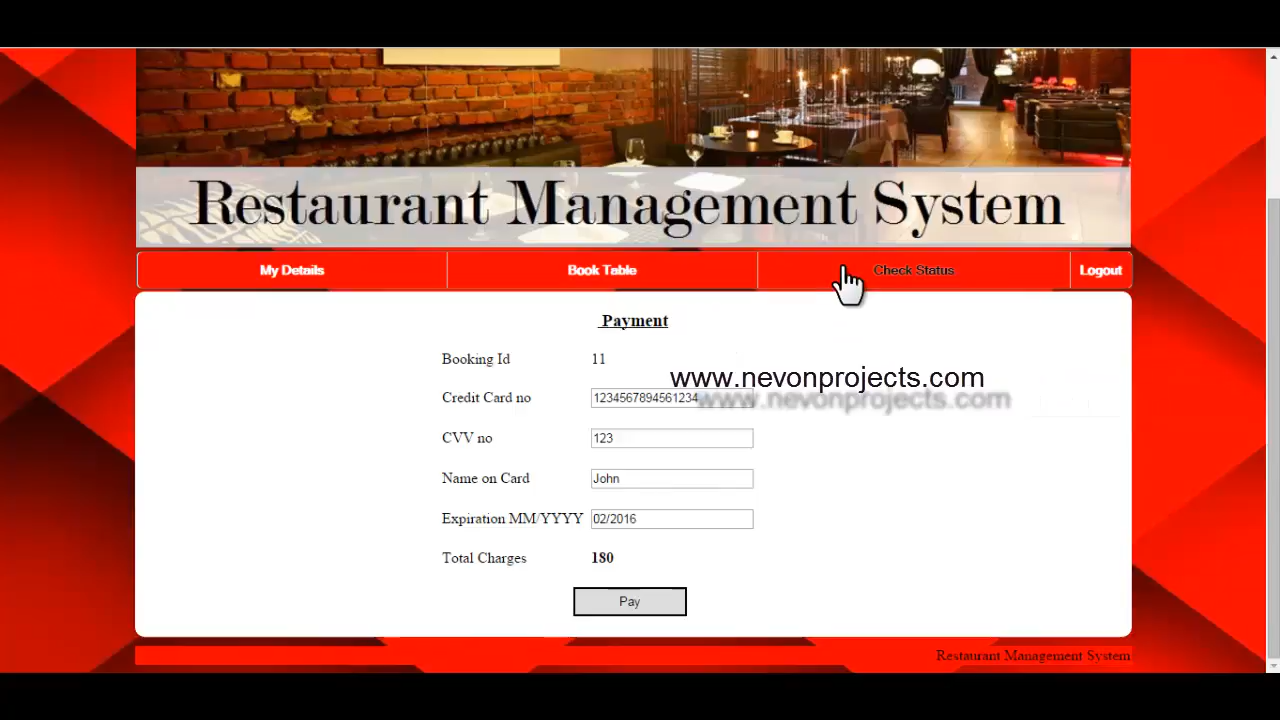 Restaurant Management System
My Details Book Table Check Status Logout
Payment
Booking Id 11
www.nevonprojects.com
Credit Card no 1234567894561234
www.nevonprojects.com
CVV no 123
Name on Card John
Expiration MM/YYYY 02/2016
Total Charges 180
Pay
Restaurant Management System